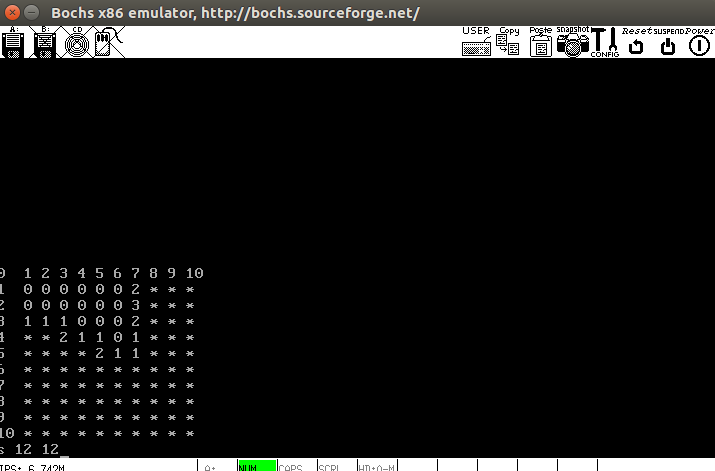 Bochs x86 emulator, http://bochs.sourceforge.net/
A: B: CD USER Copy Paste Snapshot CONFIG Reset SUSPEND Power
0 1 2 3 4 5 6 7 8 9 10
1 0 0 0 0 0 0 2 * * *
2 0 0 0 0 0 0 3 * * *
3 1 1 1 0 0 0 2 * * *
4 * * 2 1 1 0 1 * * *
5 * * * * 2 1 1 * * *
6 * * * * * * * * * *
7 * * * * * * * * * *
8 * * * * * * * * * *
9 * * * * * * * * * *
10 * * * * * * * * * *
s 12 12_
IPS: 6.742M A: NUM CAPS SCRL HD:0-M